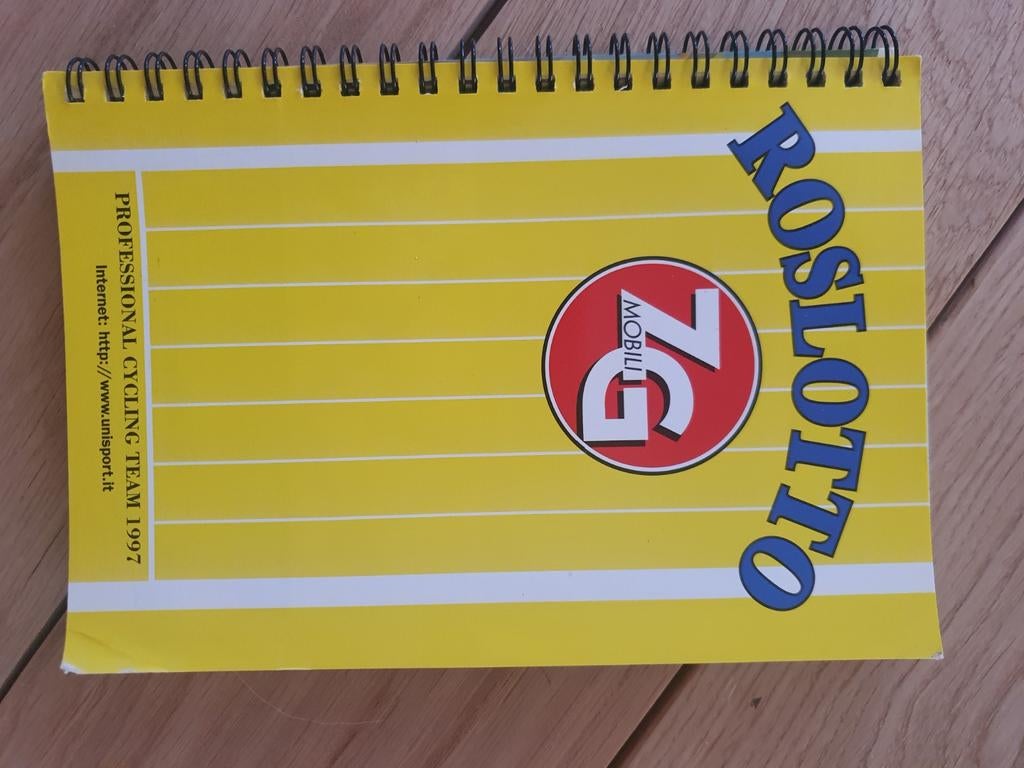 ROSLOTTO
ZG
MOBILI
PROFESSIONAL CYCLING TEAM 1997
Internet: http://www.unisport.it